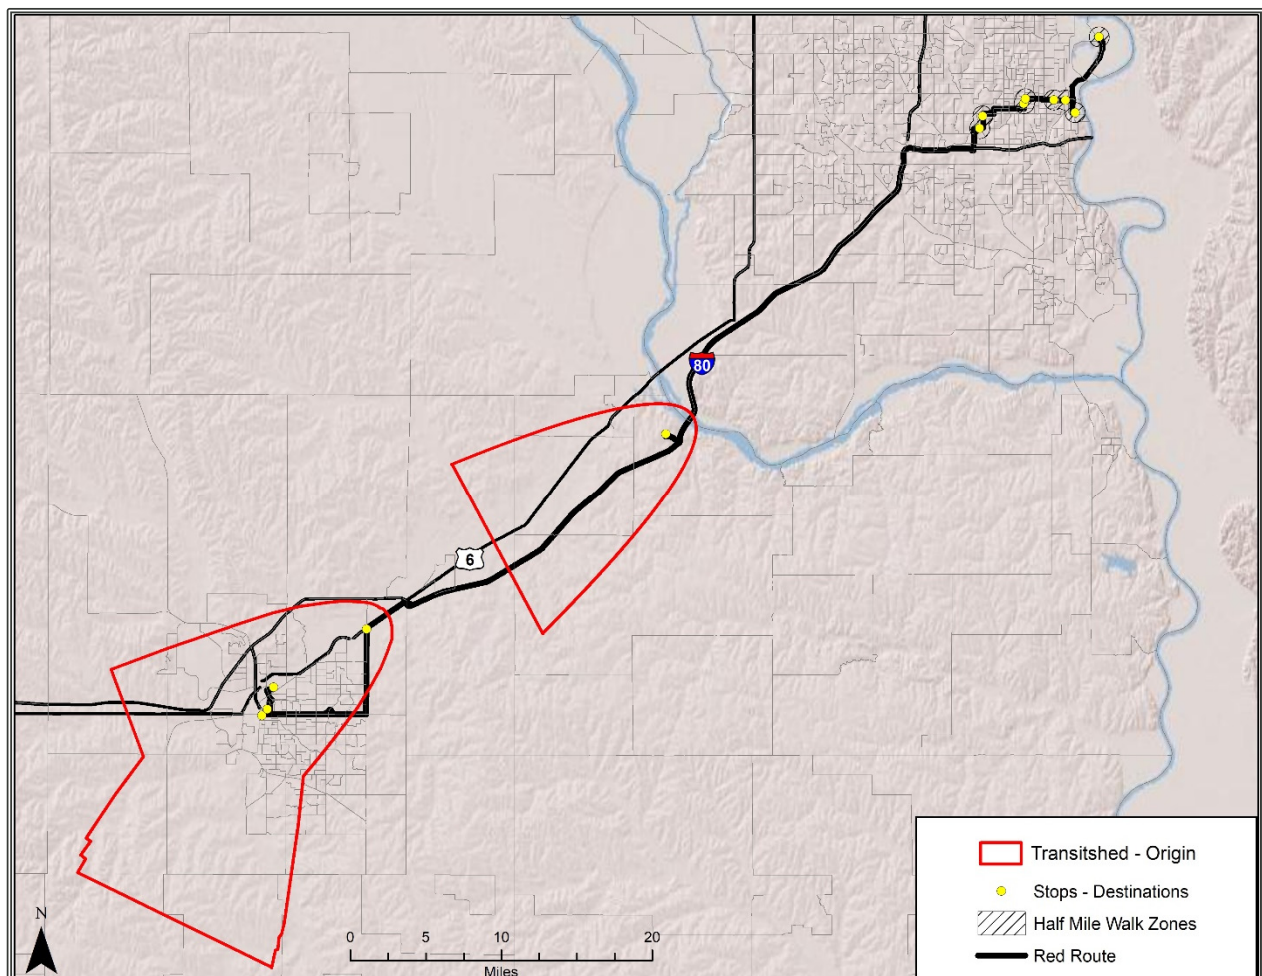 80
6
Transitshed - Origin
Stops - Destinations
Half Mile Walk Zones
Red Route
N
0 5 10 20
Miles